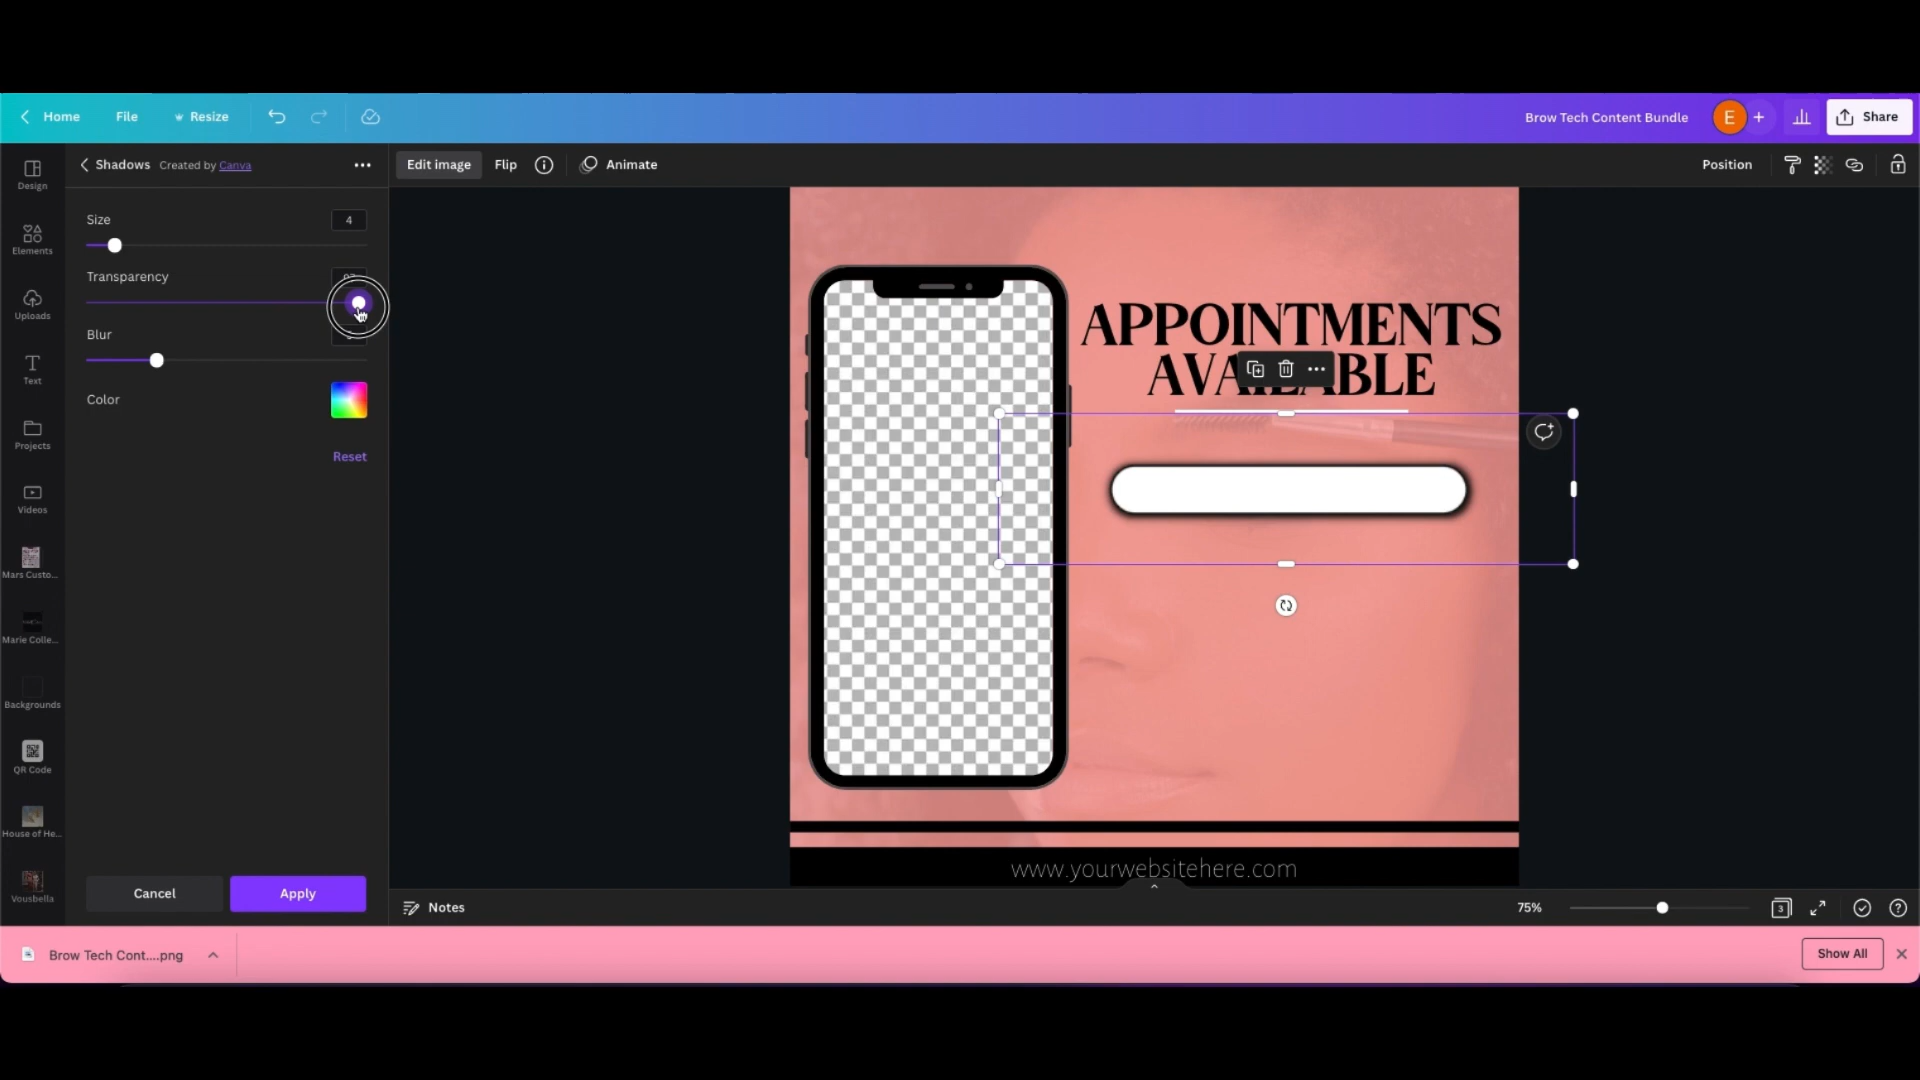 Home File Resize Brow Tech Content Bundle E + Share
Shadows Created by Canva Edit image Flip Animate Position
Design
Elements
Uploads
Text
Projects
Videos
Mars Custo...
Marie Colle...
Backgrounds
QR Code
House of He...
Vousbella
Size 4
Transparency
Blur
Color
Reset
Cancel Apply
APPOINTMENTS
www.yourwebsitehere.com
Notes 75% 3
Brow Tech Cont....png Show All